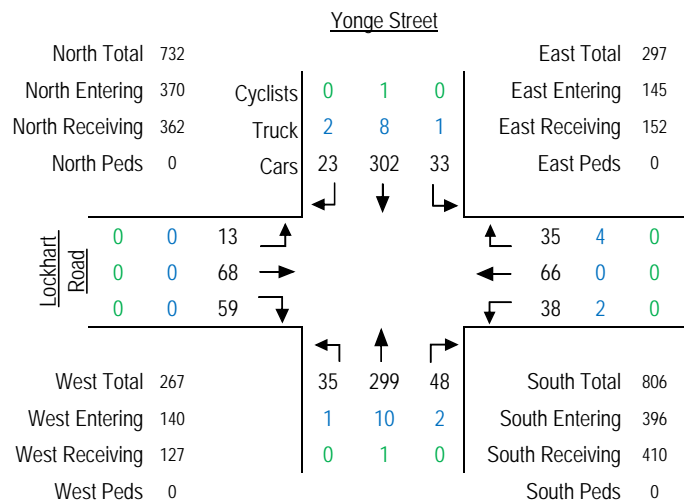 Yonge Street
North Total 732
East Total 297
North Entering 370
Cyclists 0 1 0
East Entering 145
North Receiving 362
Truck 2 8 1
East Receiving 152
North Peds 0
Cars 23 302 33
East Peds 0
Lockhart
Road
0 0 13
35 4 0
0 0 68
66 0 0
0 0 59
38 2 0
West Total 267
35 299 48
South Total 806
West Entering 140
1 10 2
South Entering 396
West Receiving 127
0 1 0
South Receiving 410
West Peds 0
South Peds 0